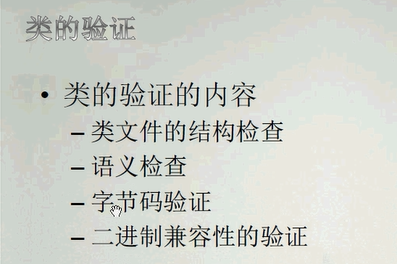 类的验证
• 类的验证的内容
– 类文件的结构检查
– 语义检查
– 字节码验证
– 二进制兼容性的验证